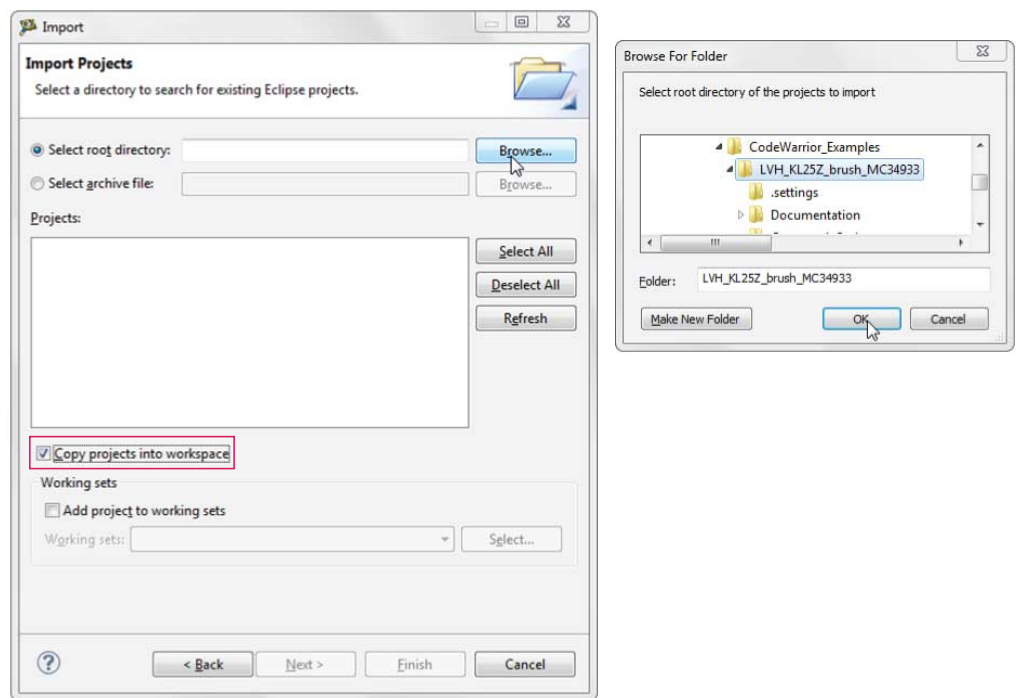 Import
Import Projects
Select a directory to search for existing Eclipse projects.
Select root directory:
Browse...
Select archive file:
Browse...
Projects:
Select All
Deselect All
Refresh
Copy projects into workspace
Working sets
Add project to working sets
Working sets:
Select...
?
< Back
Next >
Finish
Cancel
Browse For Folder
Select root directory of the projects to import
CodeWarrior_Examples
LVH_KL25Z_brush_MC34933
.settings
Documentation
Folder:
LVH_KL25Z_brush_MC34933
Make New Folder
OK
Cancel